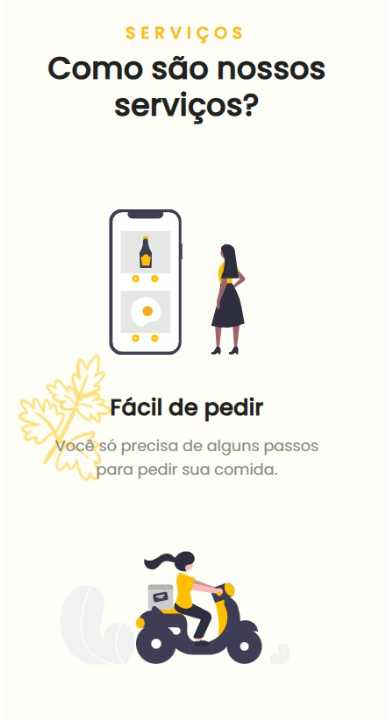 SERVIÇOS
Como são nossos
serviços?
Fácil de pedir
Você só precisa de alguns passos
para pedir sua comida.